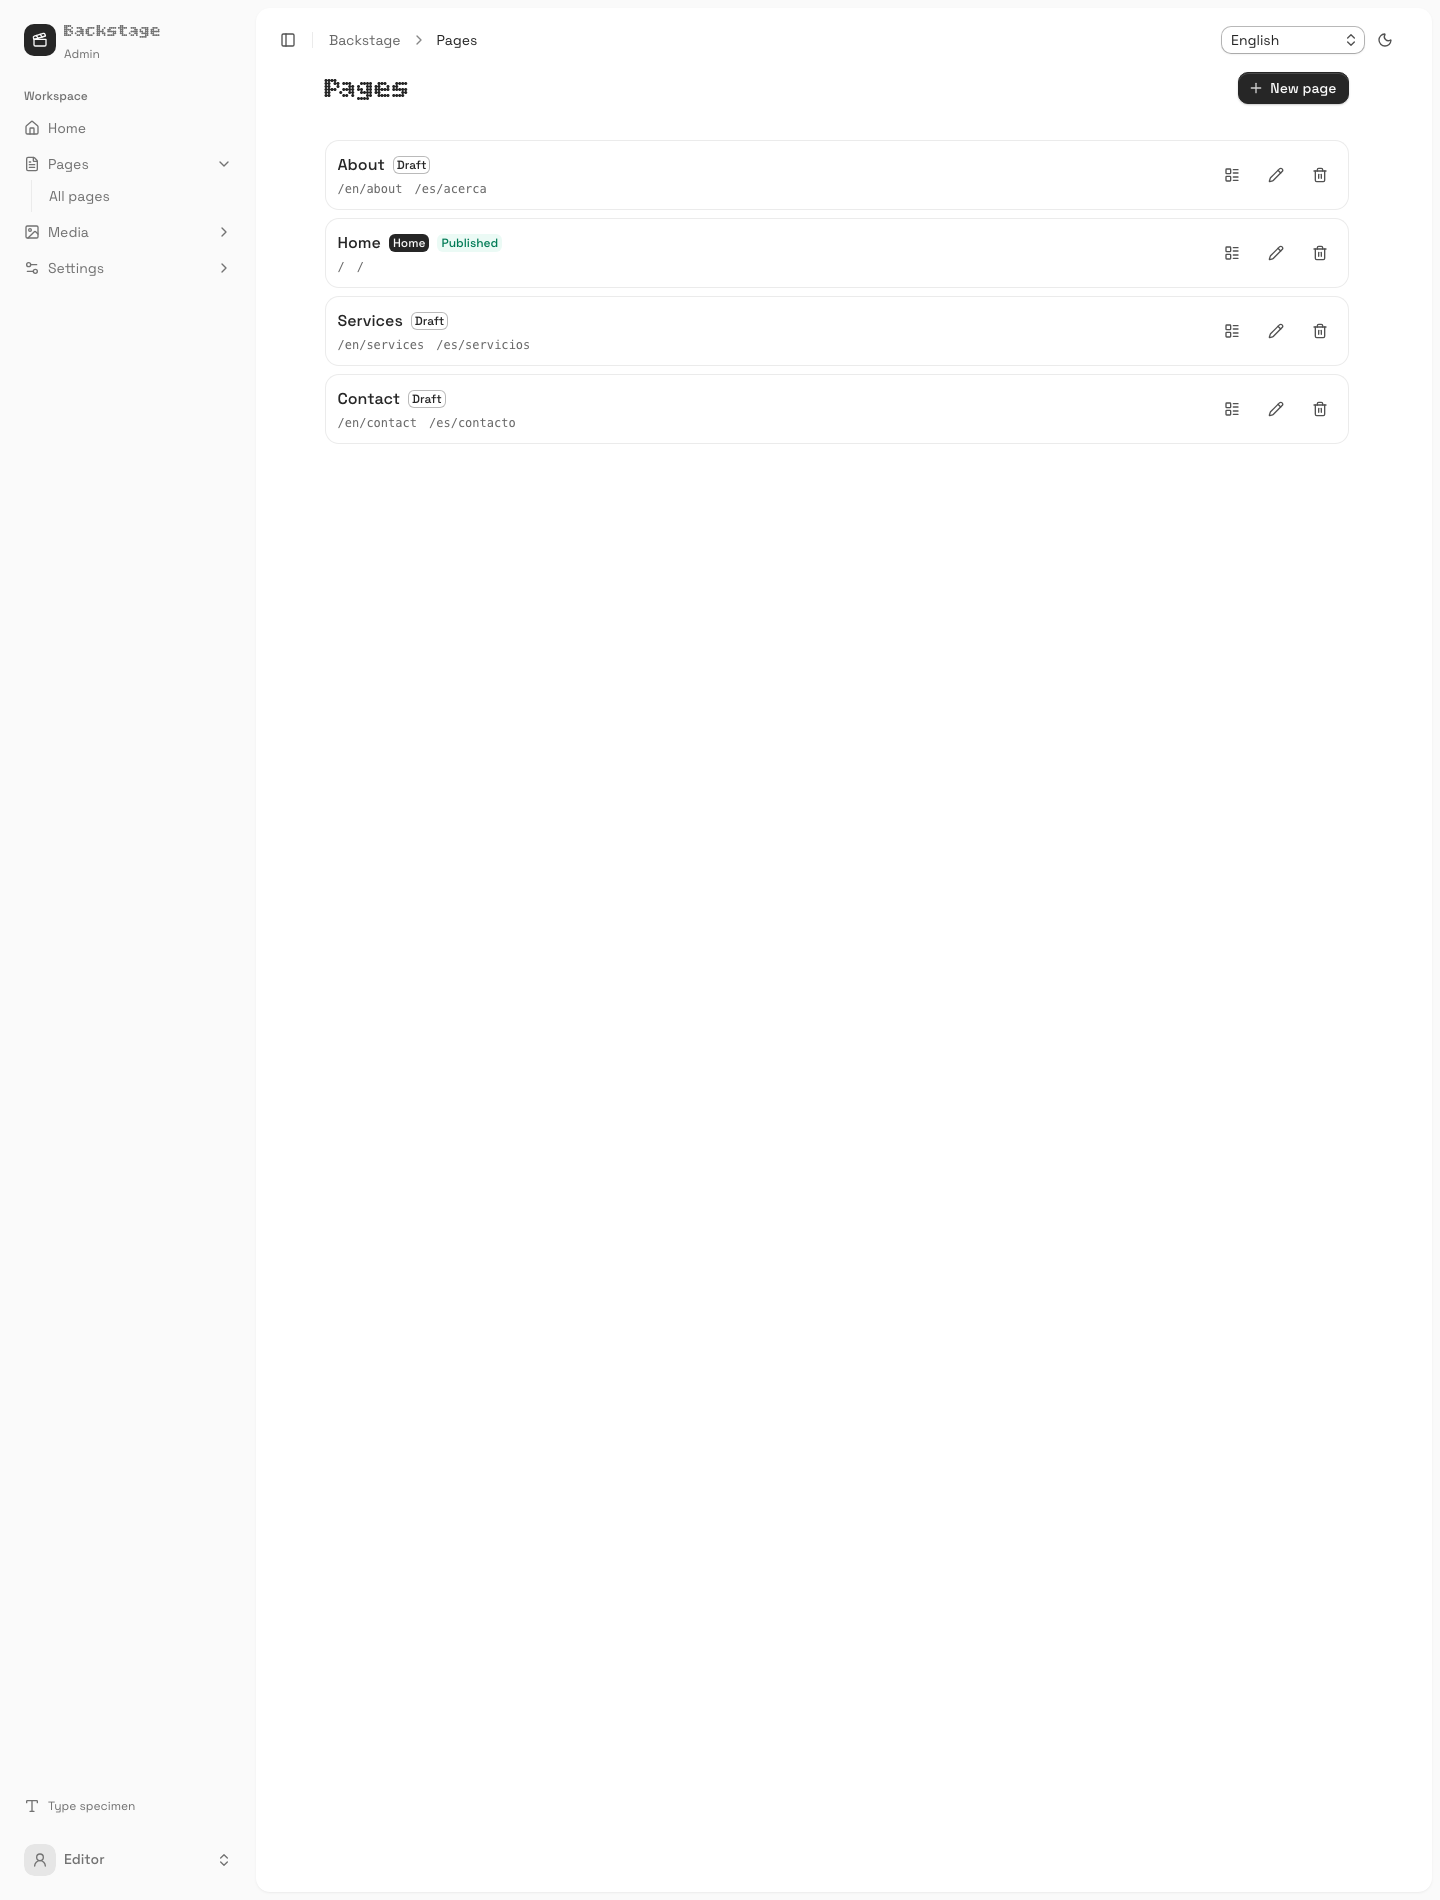 Backstage
Admin
Workspace
Home
Pages
All pages
Media
Settings
Type specimen
Editor
Backstage Pages
English
Pages
New page
About Draft
/en/about /es/acerca
Home Home Published
/ /
Services Draft
/en/services /es/servicios
Contact Draft
/en/contact /es/contacto